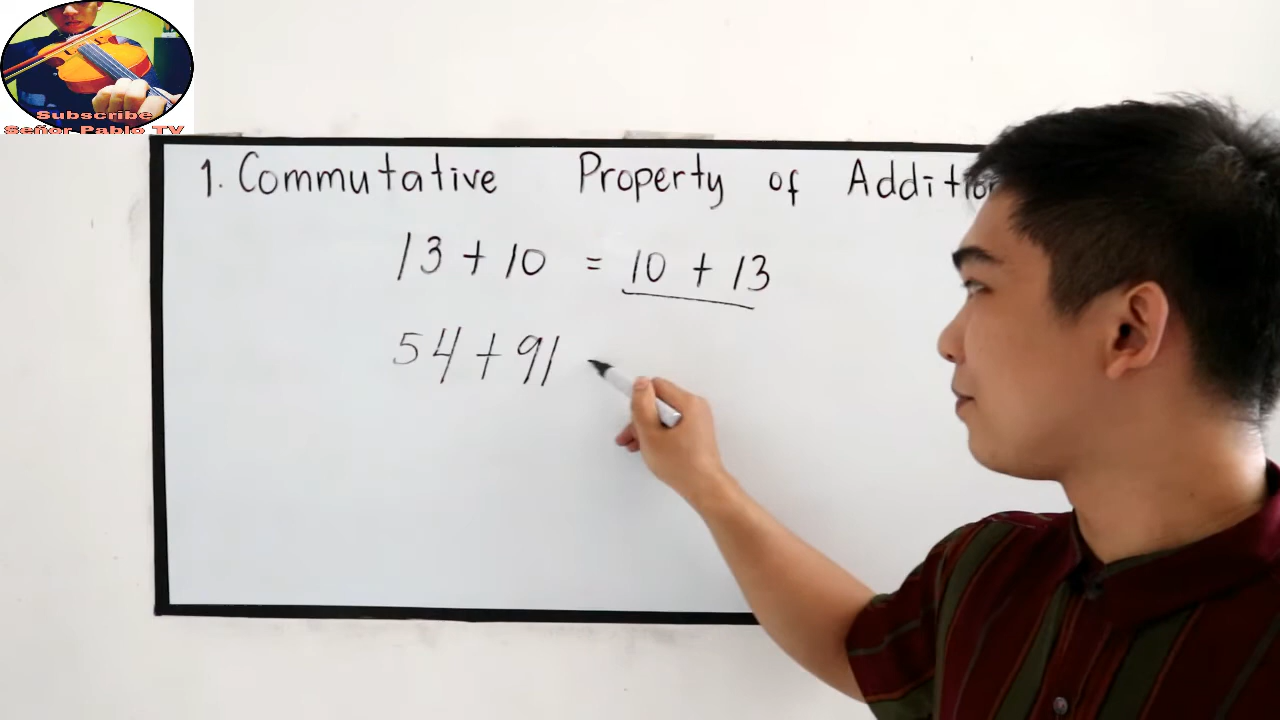 Subscribe
Señor Pablo TV
1. Commutative Property of Addition
13 + 10 = 10 + 13
54 + 91